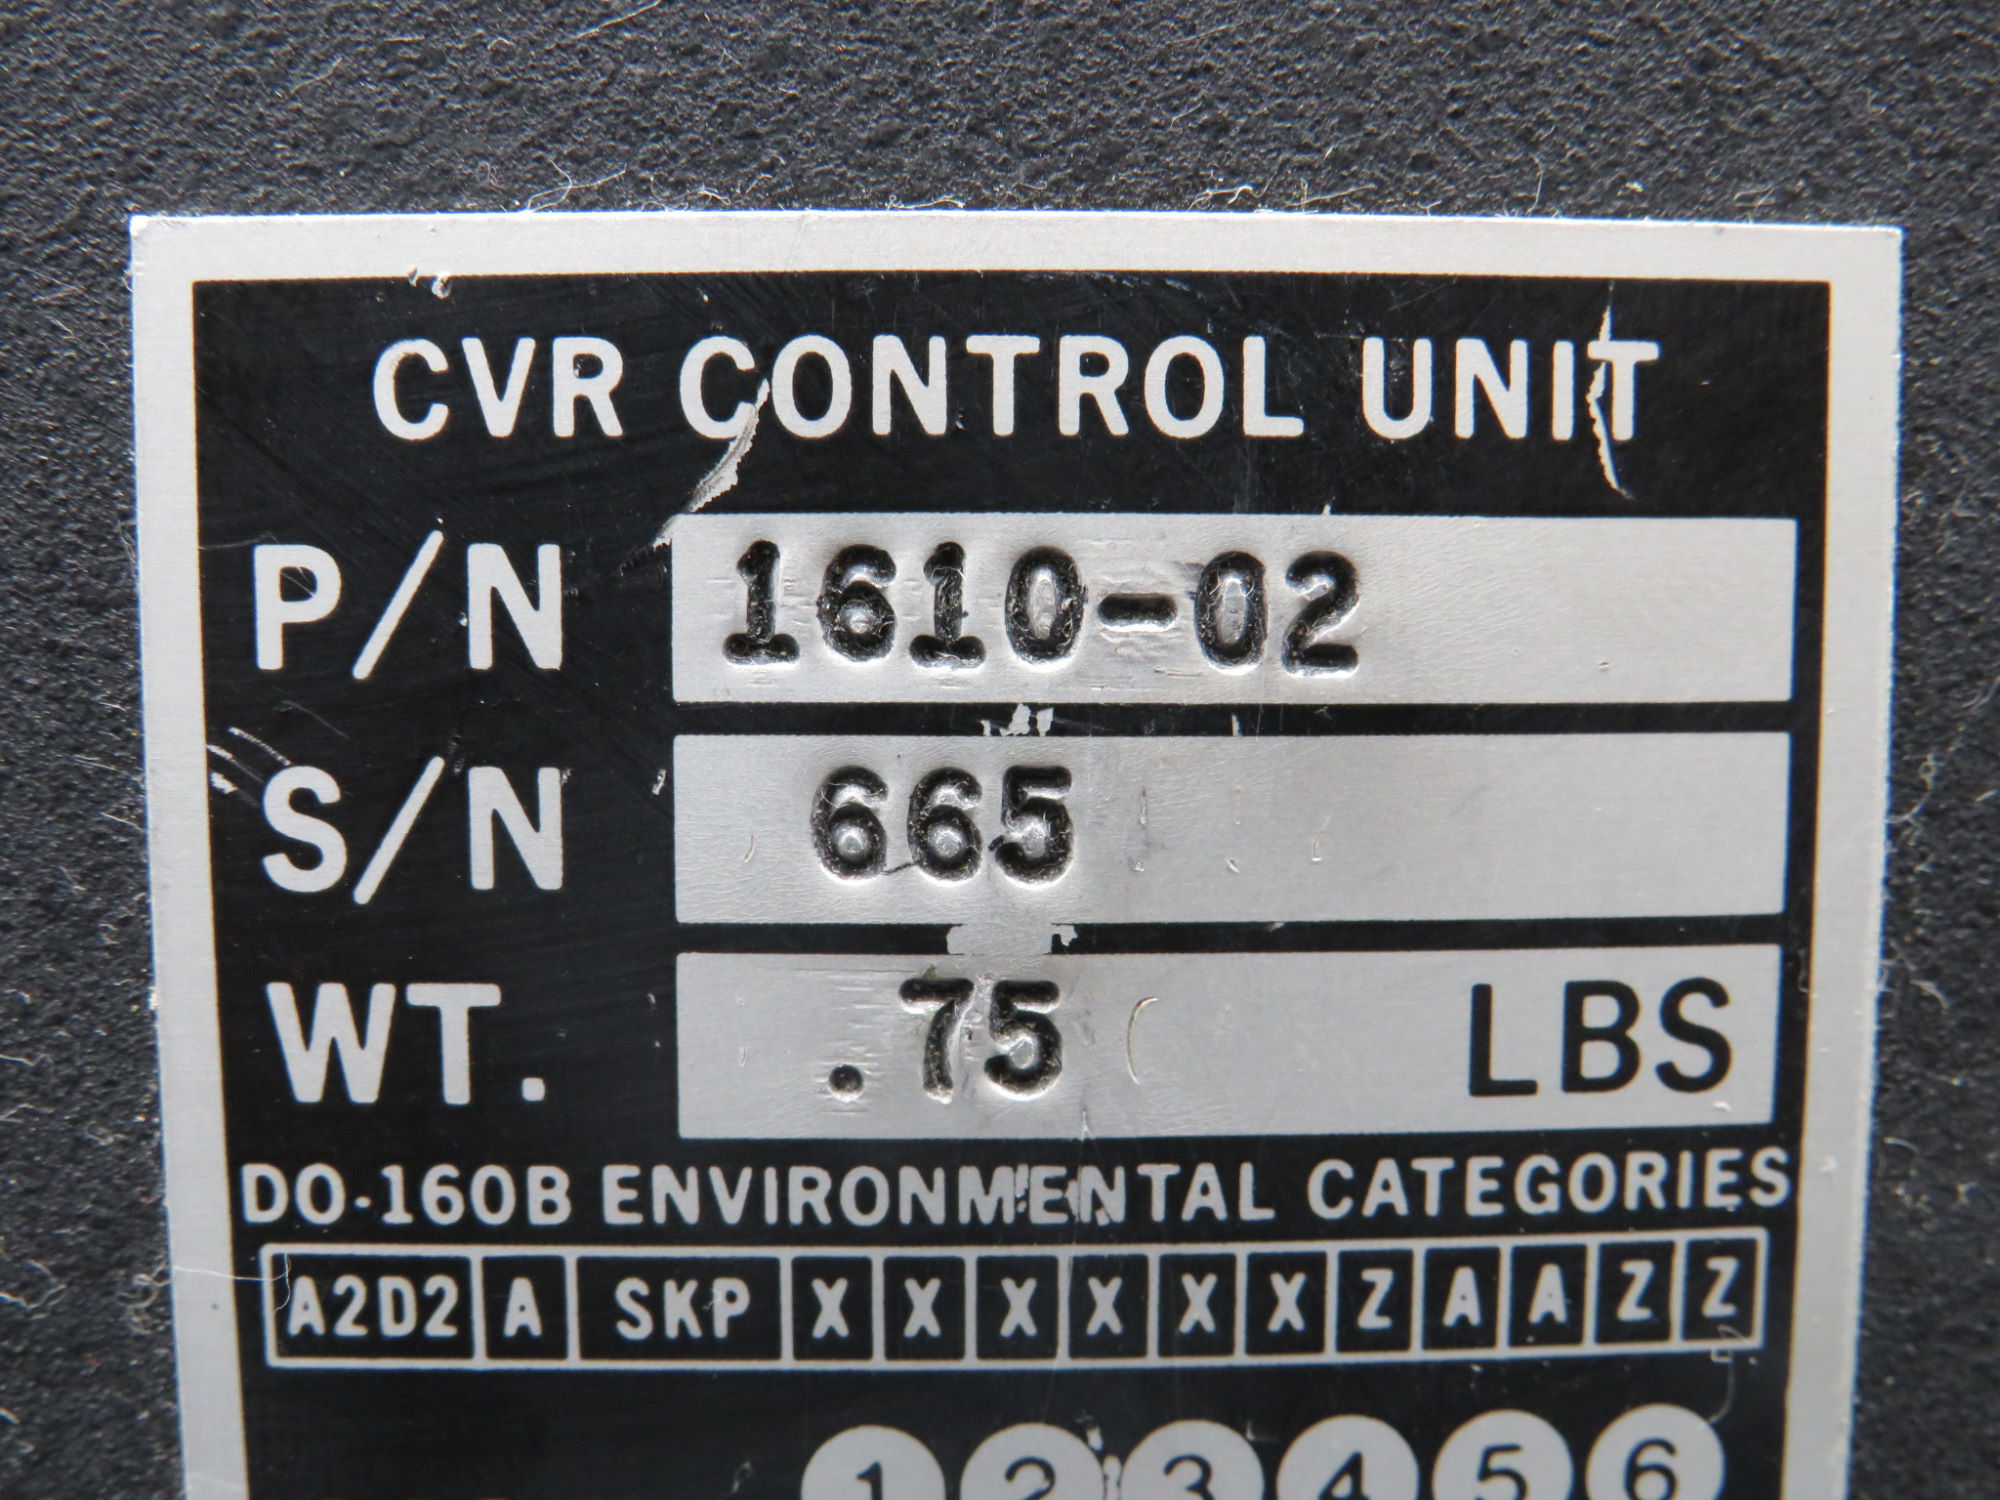 CVR CONTROL UNIT
P/N 1610-02
S/N 665
WT. .75 LBS
DO-160B ENVIRONMENTAL CATEGORIES
A2D2 A SKP X X X X X X Z A A Z Z
1 2 3 4 5 6